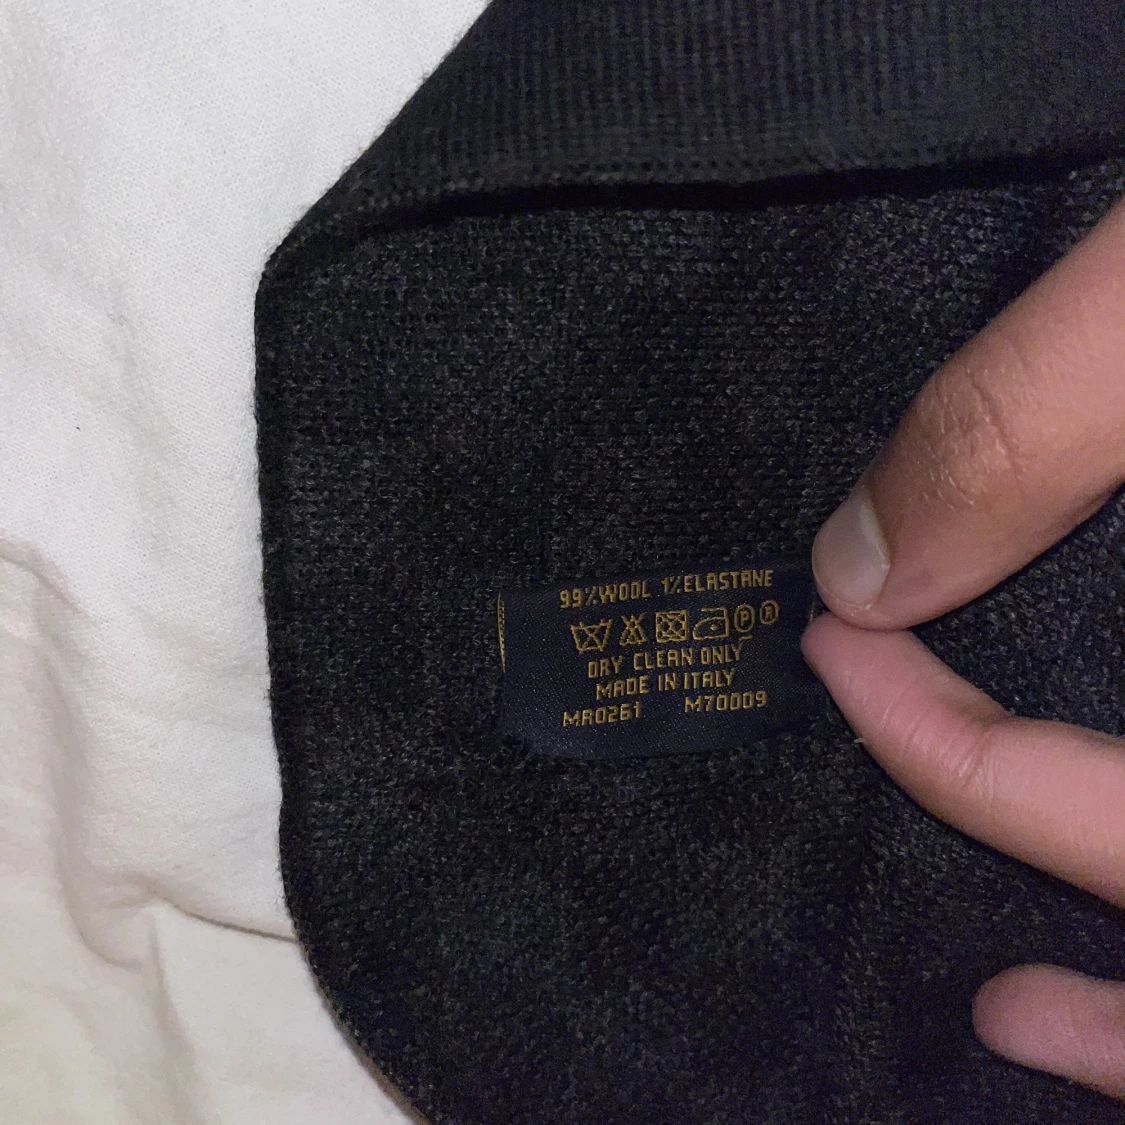 99%WOOL 1%ELASTANE
P R
DRY CLEAN ONLY
MADE IN ITALY
MR0261 M70009